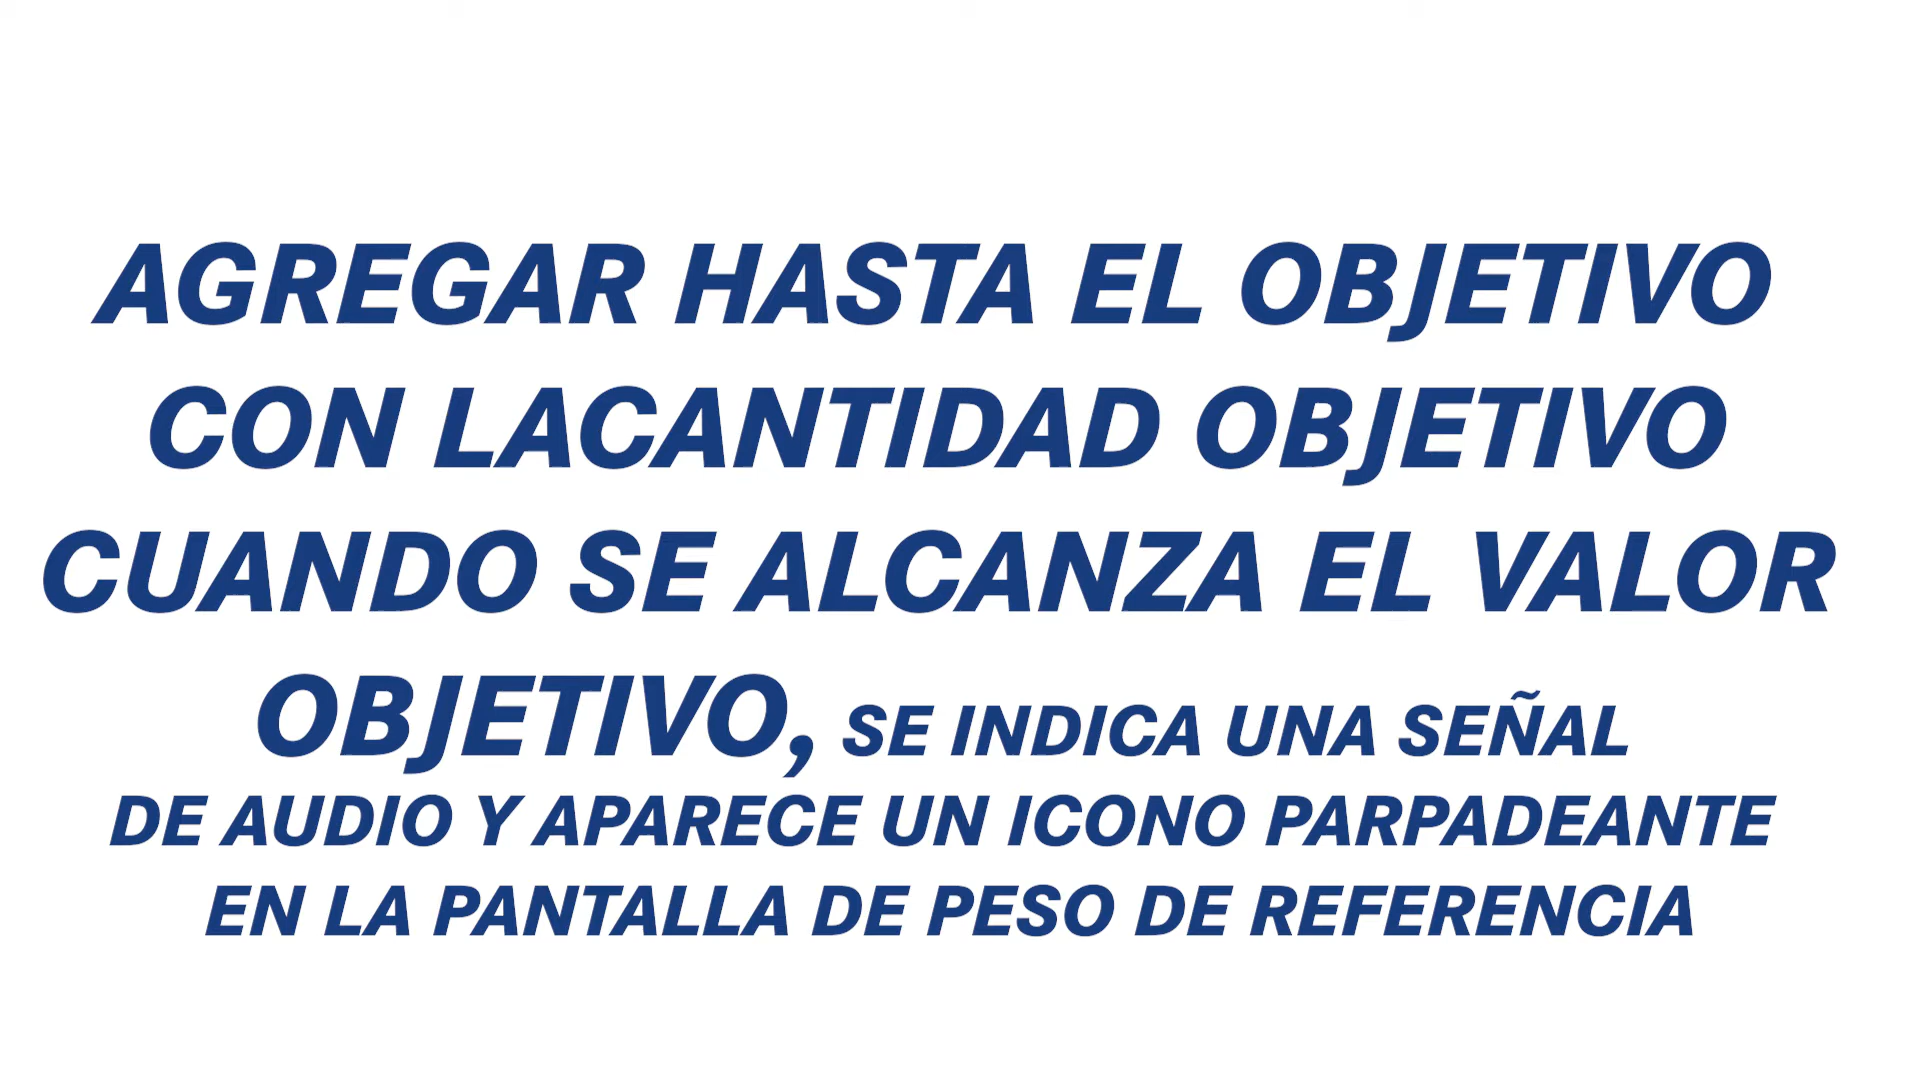 AGREGAR HASTA EL OBJETIVO
CON LACANTIDAD OBJETIVO
CUANDO SE ALCANZA EL VALOR
OBJETIVO, SE INDICA UNA SEÑAL
DE AUDIO Y APARECE UN ICONO PARPADEANTE
EN LA PANTALLA DE PESO DE REFERENCIA